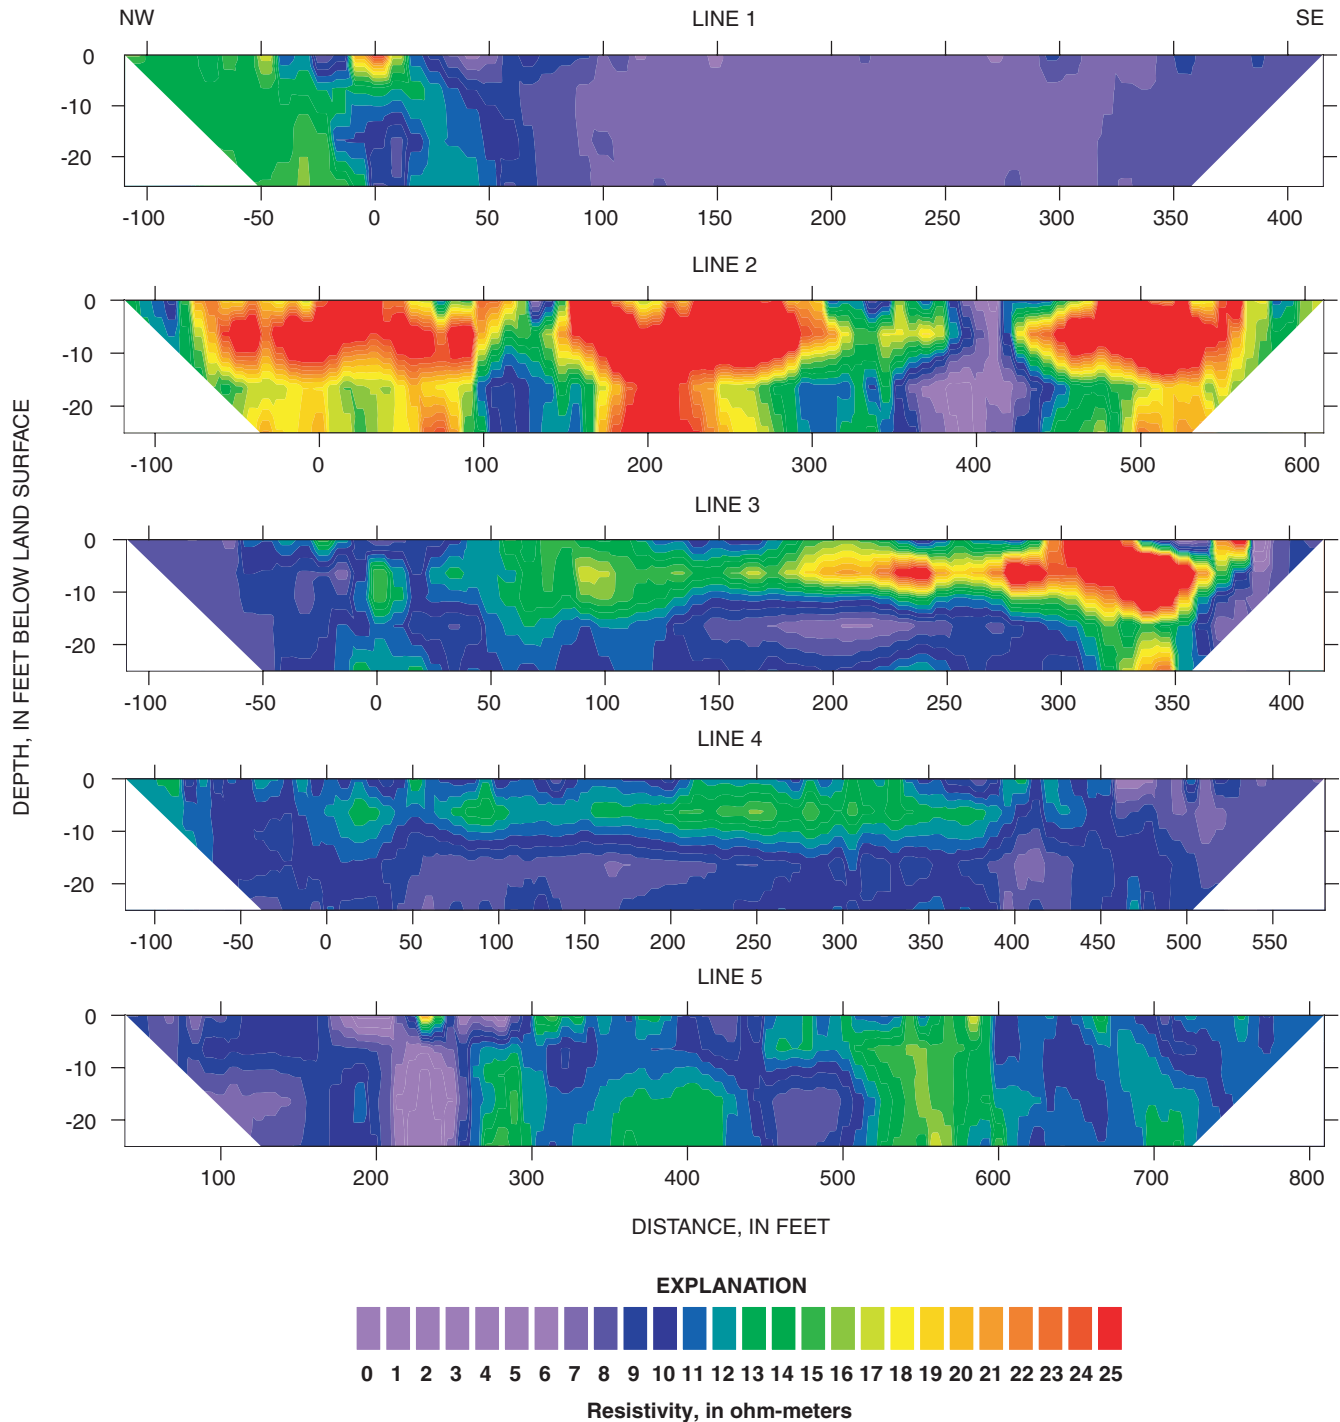 NW LINE 1 SE
0
-10
-20
-100 -50 0 50 100 150 200 250 300 350 400
LINE 2
0
-10
-20
-100 0 100 200 300 400 500 600
DEPTH, IN FEET BELOW LAND SURFACE
LINE 3
0
-10
-20
-100 -50 0 50 100 150 200 250 300 350 400
LINE 4
0
-10
-20
-100 -50 0 50 100 150 200 250 300 350 400 450 500 550
LINE 5
0
-10
-20
100 200 300 400 500 600 700 800
DISTANCE, IN FEET
EXPLANATION
0 1 2 3 4 5 6 7 8 9 10 11 12 13 14 15 16 17 18 19 20 21 22 23 24 25
Resistivity, in ohm-meters